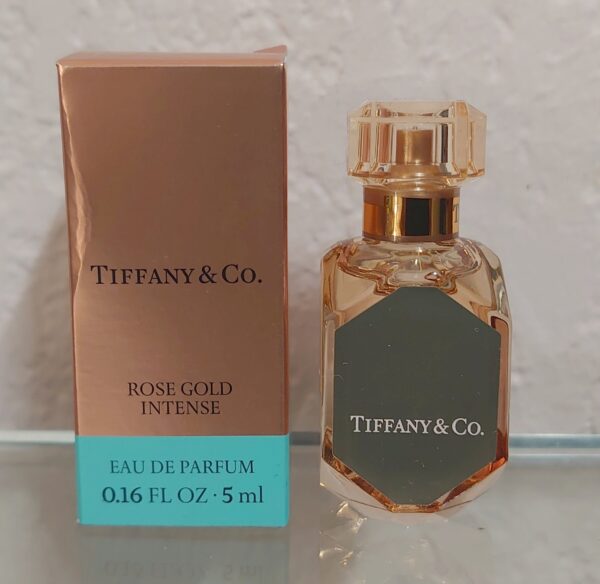 TIFFANY & CO.
ROSE GOLD
INTENSE
EAU DE PARFUM
0.16 FL OZ · 5 ml
TIFFANY & CO.